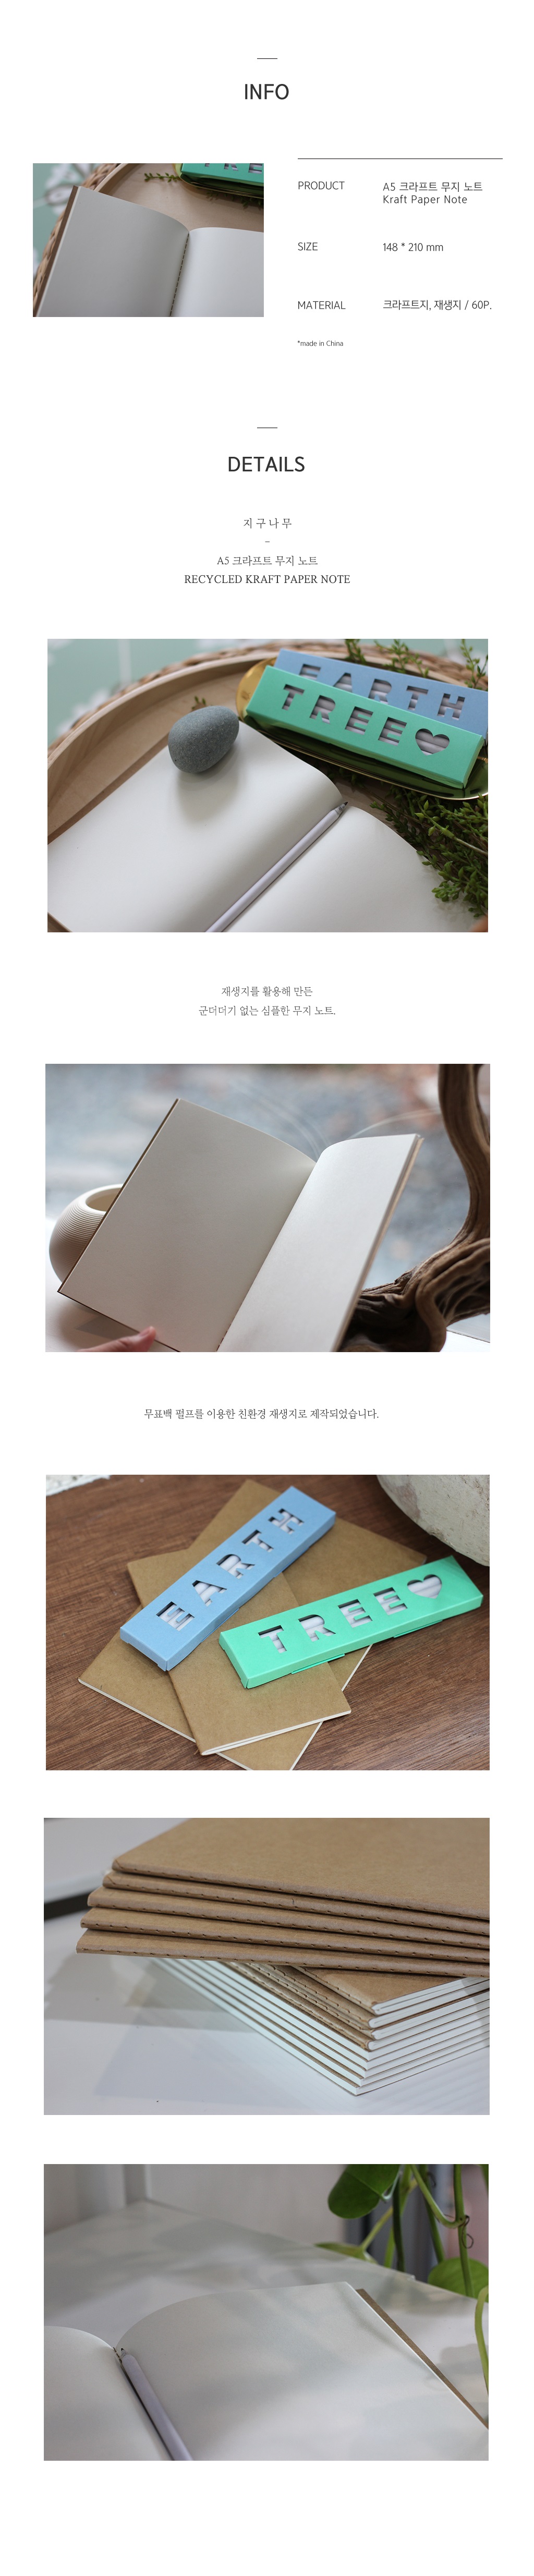 INFO
PRODUCT
A5 크라프트 무지 노트
Kraft Paper Note
SIZE
148 * 210 mm
MATERIAL
크라프트지, 재생지 / 60P.
*made in China
DETAILS
지 구 나 무
~
A5 크라프트 무지 노트
RECYCLED KRAFT PAPER NOTE
EARTH
TREE♥
재생지를 활용해 만든
군더더기 없는 심플한 무지 노트.
무표백 펄프를 이용한 친환경 재생지로 제작되었습니다.
EARTH
TREE♥